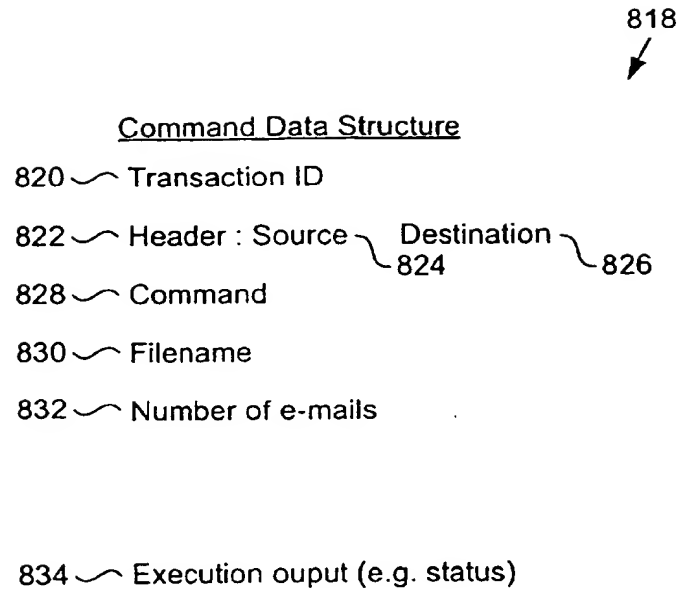 818
Command Data Structure
820 Transaction ID
822 Header : Source 824 Destination 826
828 Command
830 Filename
832 Number of e-mails
834 Execution ouput (e.g. status)